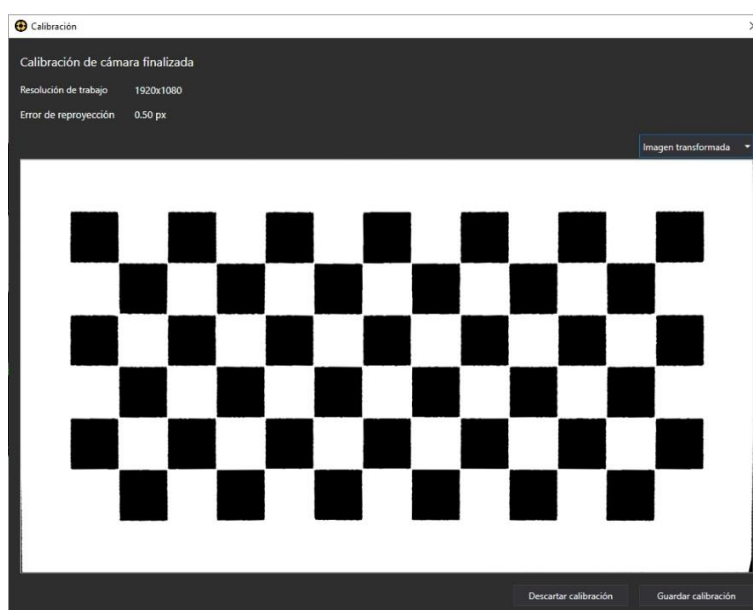 Calibración
Calibración de cámara finalizada
Resolución de trabajo 1920x1080
Error de reproyección 0.50 px
Imagen transformada
Descartar calibración Guardar calibración